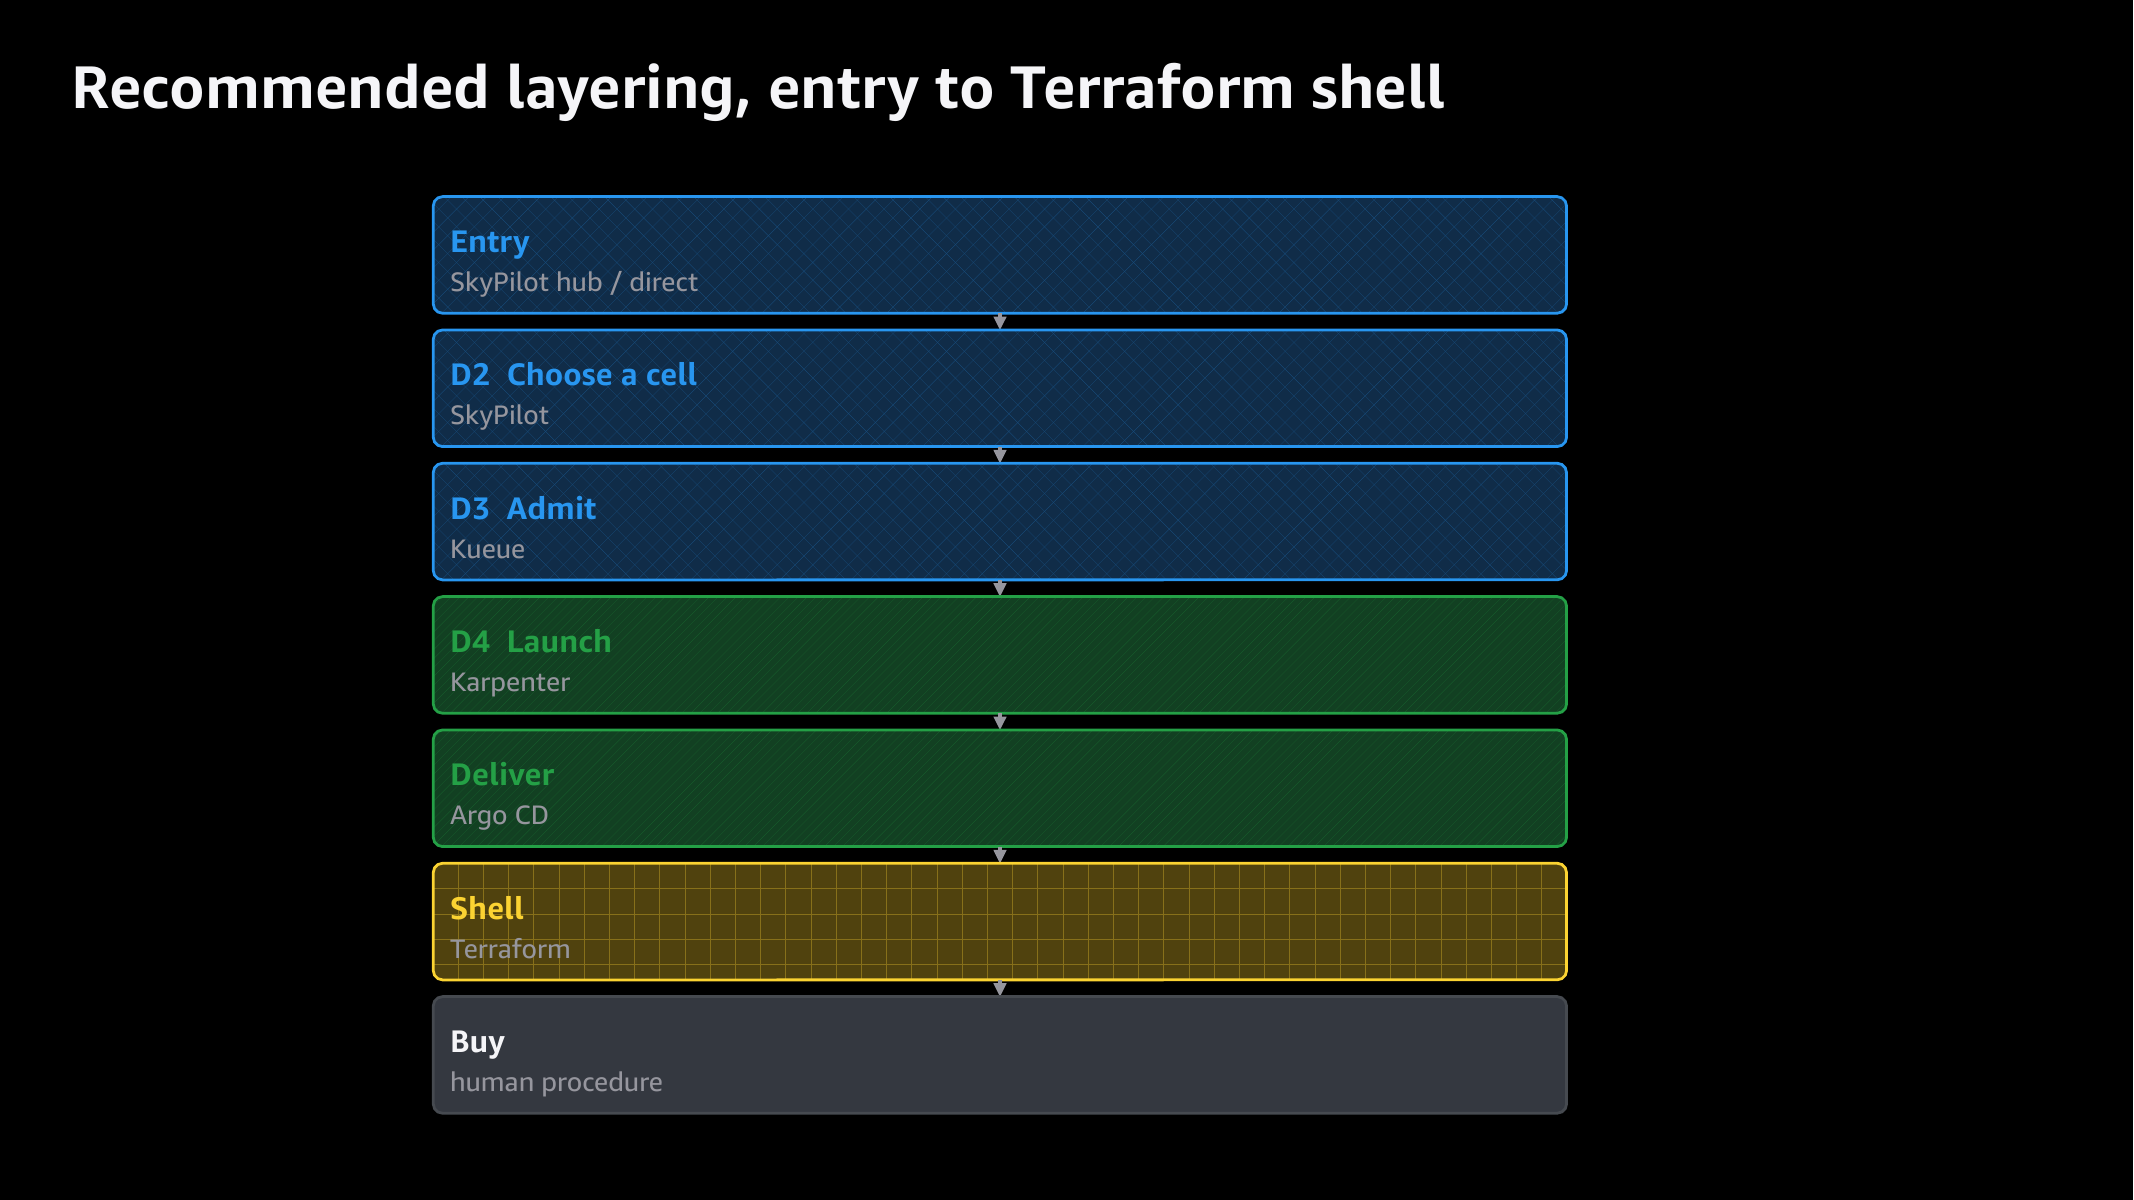 Recommended layering, entry to Terraform shell
Entry
SkyPilot hub / direct
D2 Choose a cell
SkyPilot
D3 Admit
Kueue
D4 Launch
Karpenter
Deliver
Argo CD
Shell
Terraform
Buy
human procedure